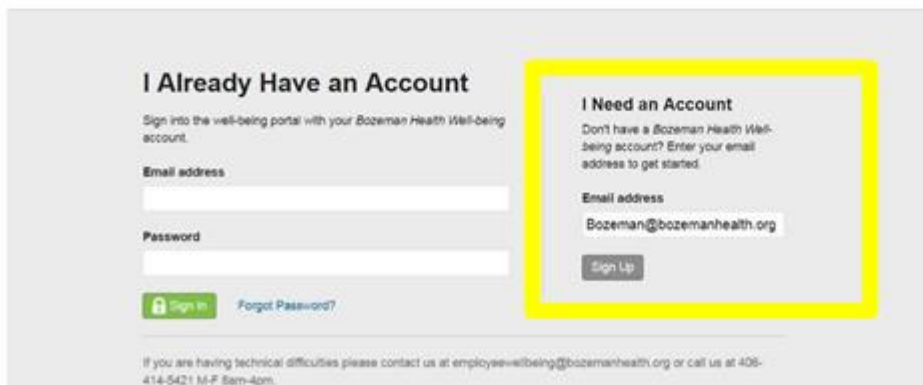 I Already Have an Account
Sign into the well-being portal with your Bozeman Health Well-being
account.
Email address
Password
Sign In
Forgot Password?
I Need an Account
Don't have a Bozeman Health Well-
being account? Enter your email
address to get started.
Email address
Bozeman@bozemanhealth.org
Sign Up
If you are having technical difficulties please contact us at employeewellbeing@bozemanhealth.org or call us at 406-
414-5421 M-F 8am-4pm.